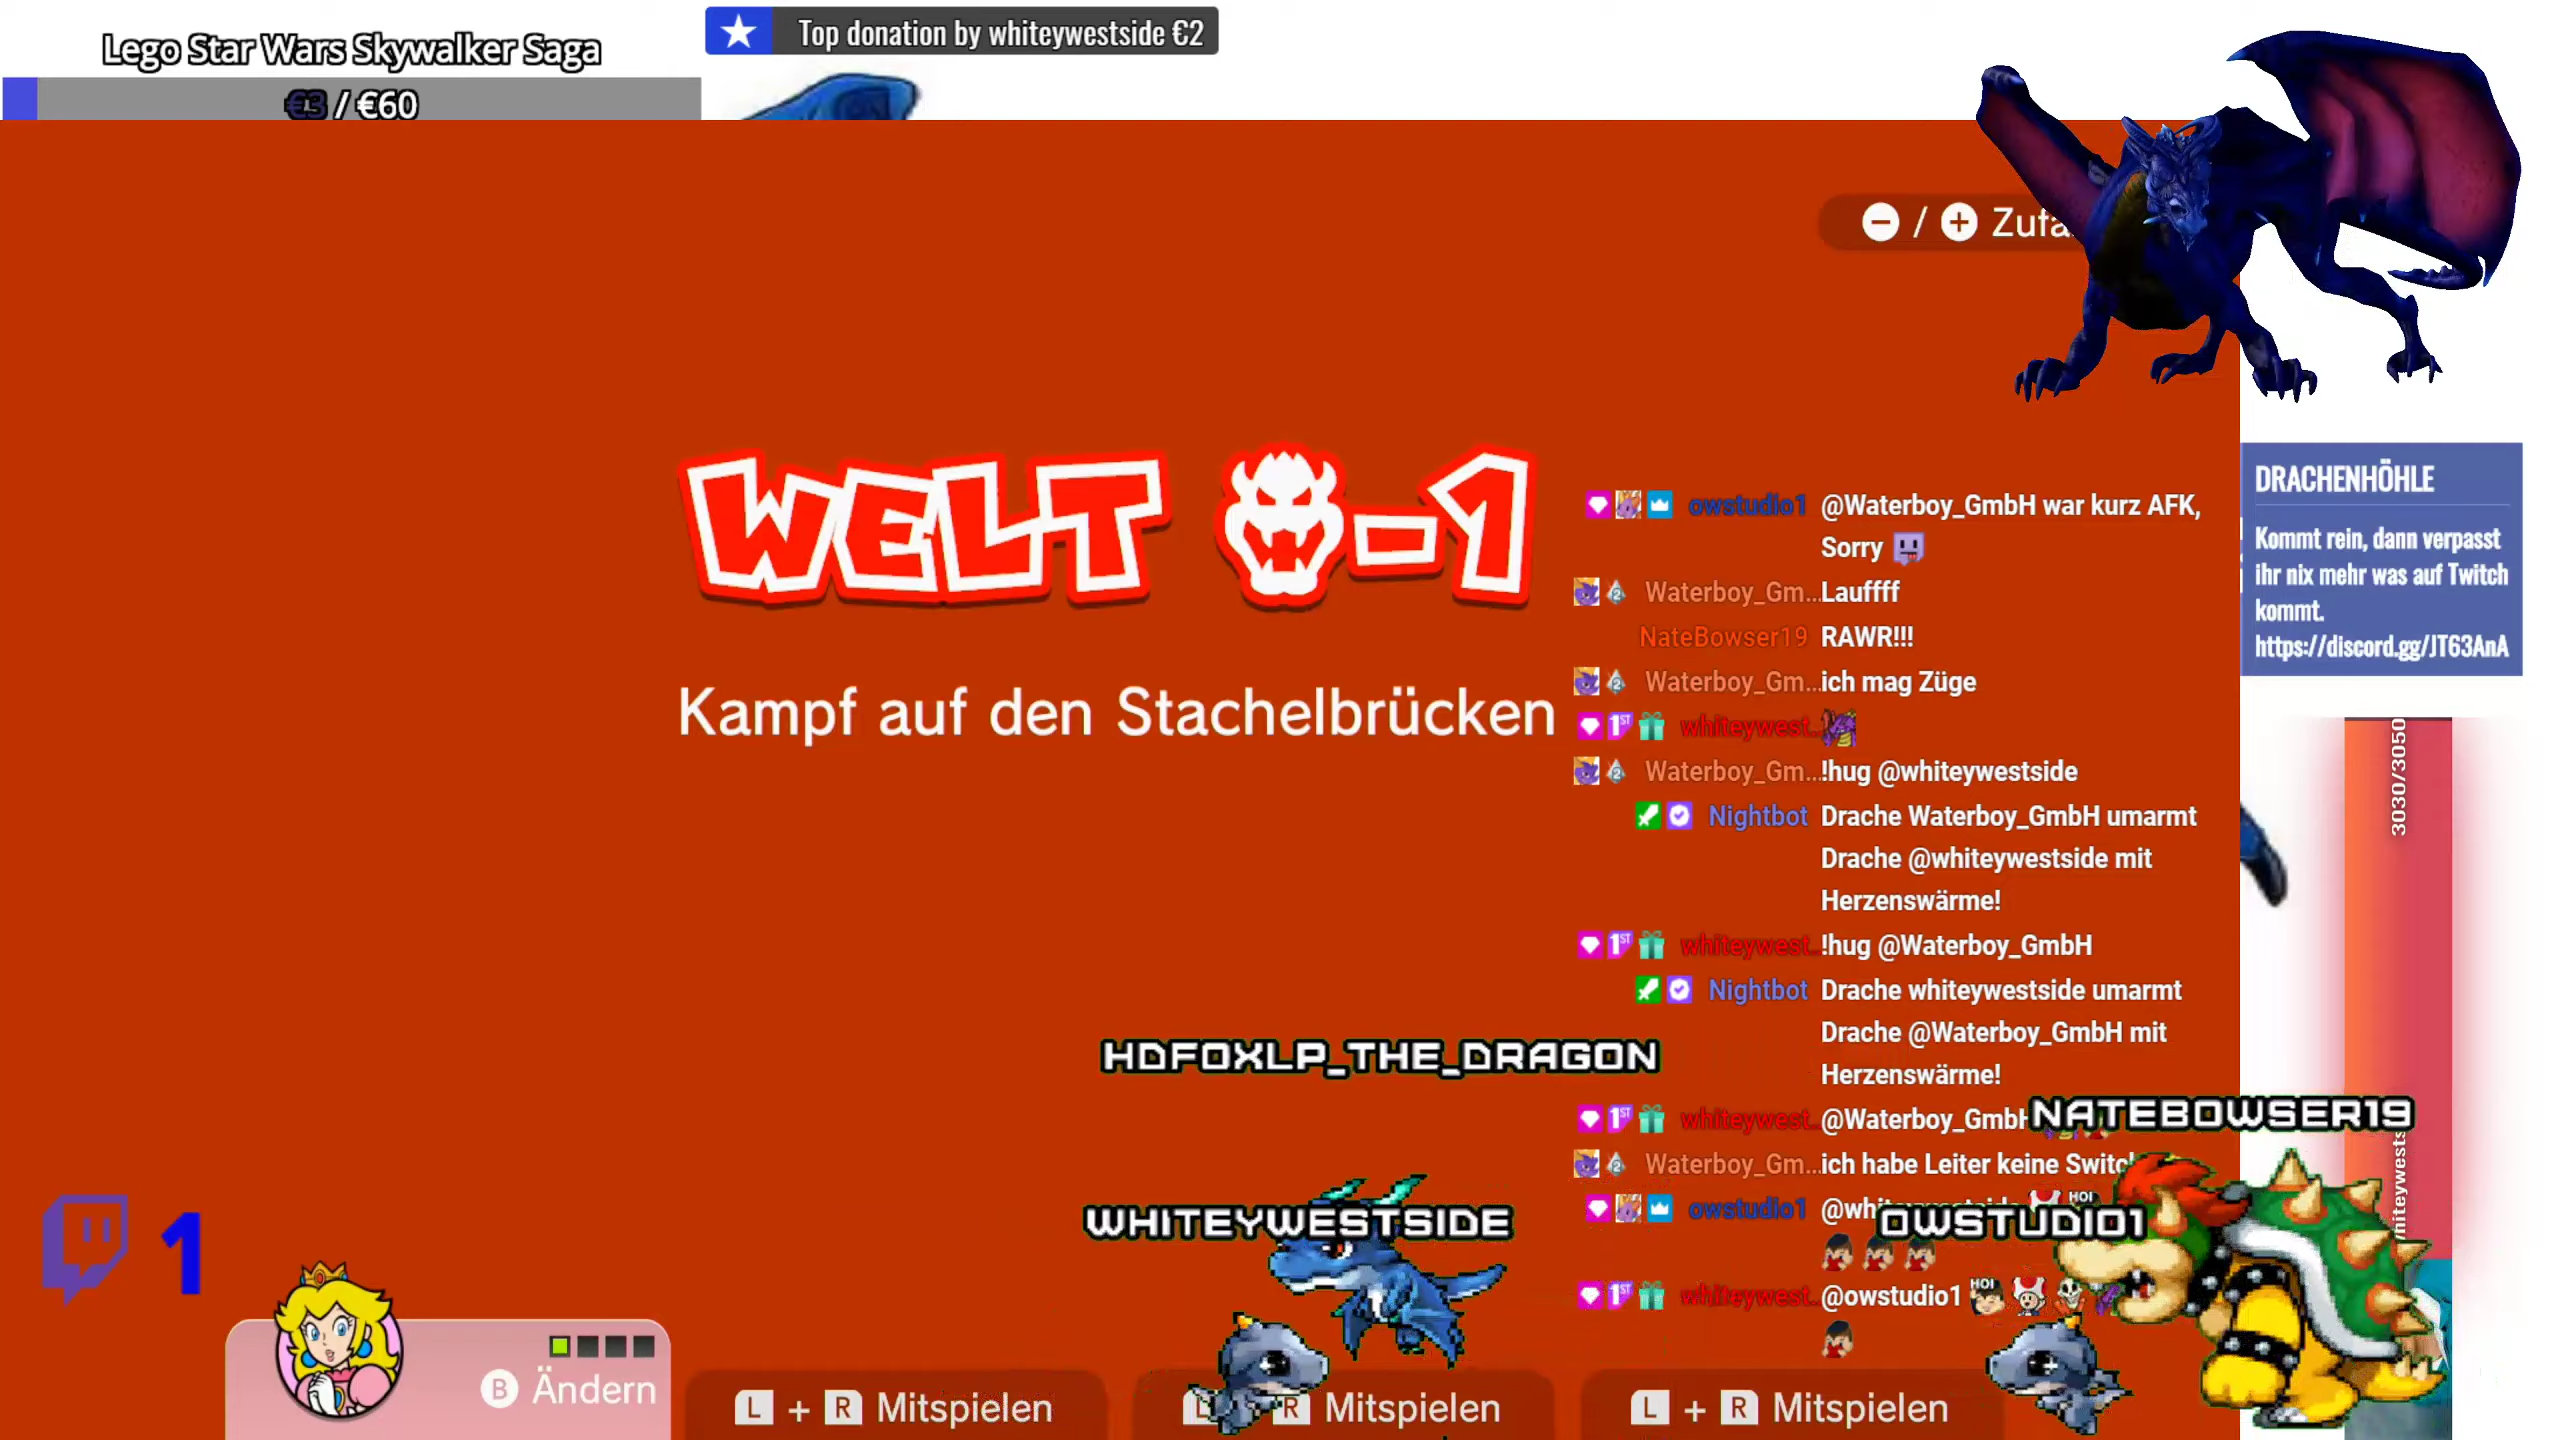 Lego Star Wars Skywalker Saga
€3 / €60
Top donation by whiteywestside €2
- / +
WELT -1
Kampf auf den Stachelbrücken
owstudio1 @Waterboy_GmbH war kurz AFK,
Sorry
Waterboy_Gm... Lauffff
NateBowser19 RAWR!!!
Waterboy_Gm... ich mag Züge
whiteywest...
Waterboy_Gm... !hug @whiteywestside
Nightbot Drache Waterboy_GmbH umarmt
Drache @whiteywestside mit
Herzenswärme!
whiteywest... !hug @Waterboy_GmbH
Nightbot Drache whiteywestside umarmt
Drache @Waterboy_GmbH mit
Herzenswärme!
whiteywest... @Waterboy_GmbH
Waterboy_Gm... ich habe Leiter keine
owstudio1
whiteywest... @owstudio1 HOI
DRACHENHÖHLE
Kommt rein, dann verpasst
ihr nix mehr was auf Twitch
kommt.
https://discord.gg/JT63AnA
3030/3050
HDFOXLP_THE_DRAGON
NATEBOWSER19
WHITEYWESTSIDE
OWSTUDIO1
1
B Ändern
L + R Mitspielen
L R Mitspielen
L + R Mitspielen